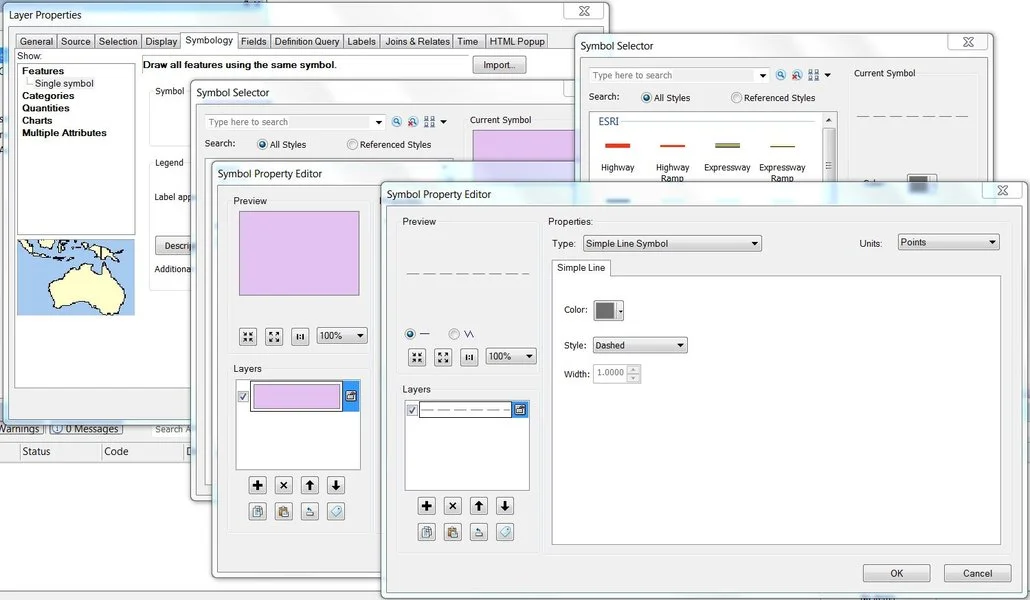 Layer Properties
General
Source
Selection
Display
Symbology
Fields
Definition Query
Labels
Joins & Relates
Time
HTML Popup
Show:
Features
Single symbol
Categories
Quantities
Charts
Multiple Attributes
Draw all features using the same symbol.
Import...
Symbol
Legend
Label app
Descri
Additiona
Warnings
0 Messages
Search A
Status
Code
D
Symbol Selector
Type here to search
Search:
All Styles
Referenced Styles
Current Symbol
Symbol Property Editor
Preview
1:1
100%
Layers
Symbol Selector
Type here to search
Search:
All Styles
Referenced Styles
Current Symbol
ESRI
Highway
Highway
Ramp
Expressway
Expressway
Ramp
Symbol Property Editor
Preview
1:1
100%
Layers
Properties:
Type:
Simple Line Symbol
Units:
Points
Simple Line
Color:
Style:
Dashed
Width:
1.0000
OK
Cancel